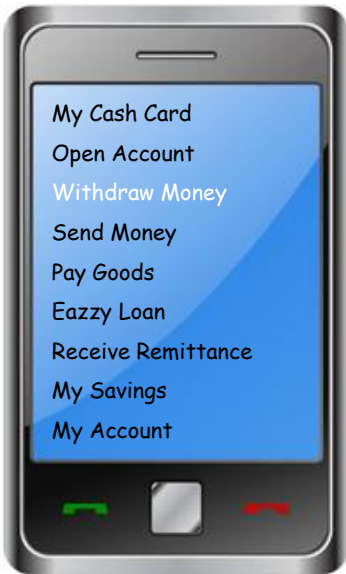 My Cash Card
Open Account
Withdraw Money
Send Money
Pay Goods
Eazzy Loan
Receive Remittance
My Savings
My Account